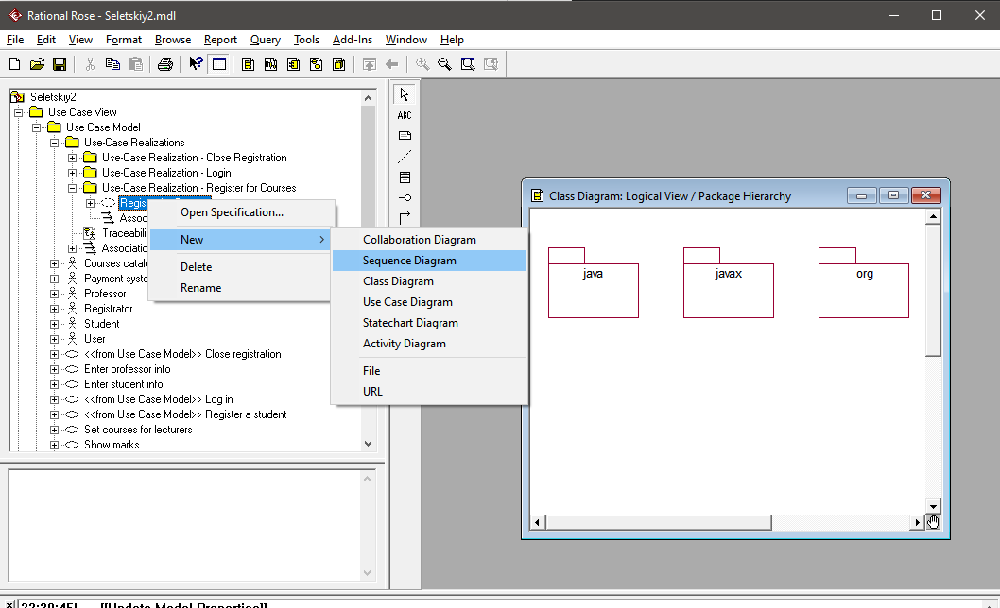 Rational Rose - Seletskiy2.mdl
File Edit View Format Browse Report Query Tools Add-Ins Window Help
Seletskiy2
Use Case View
Use Case Model
Use-Case Realizations
Use-Case Realization - Close Registration
Use-Case Realization - Login
Use-Case Realization - Register for Courses
Assoc
Traceabili
Associatio
Courses catalo
Payment syste
Professor
Registrator
Student
User
<<from Use Case Model>> Close registration
Enter professor info
Enter student info
<<from Use Case Model>> Log in
<<from Use Case Model>> Register a student
Set courses for lecturers
Show marks
Open Specification...
New
Delete
Rename
Collaboration Diagram
Sequence Diagram
Class Diagram
Use Case Diagram
Statechart Diagram
Activity Diagram
File
URL
ABC
Class Diagram: Logical View / Package Hierarchy
java
javax
org
[[Update Model Properties]]